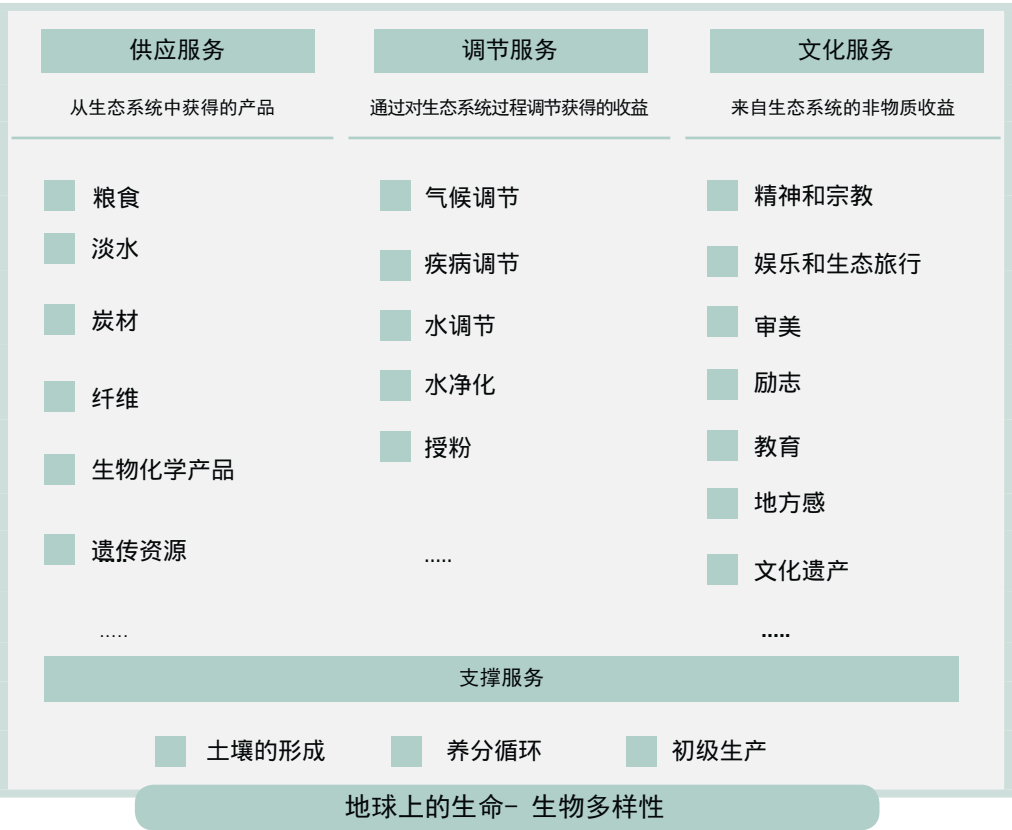 供应服务
从生态系统中获得的产品
粮食
淡水
炭材
纤维
生物化学产品
遗传资源
.....
.....
调节服务
通过对生态系统过程调节获得的收益
气候调节
疾病调节
水调节
水净化
授粉
.....
文化服务
来自生态系统的非物质收益
精神和宗教
娱乐和生态旅行
审美
励志
教育
地方感
文化遗产
.....
支撑服务
土壤的形成
养分循环
初级生产
地球上的生命- 生物多样性